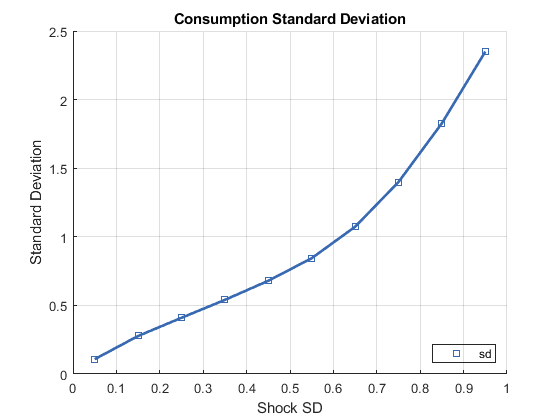 Consumption Standard Deviation
2.5
2
1.5
1
0.5
0
Standard Deviation
sd
0 0.1 0.2 0.3 0.4 0.5 0.6 0.7 0.8 0.9 1
Shock SD